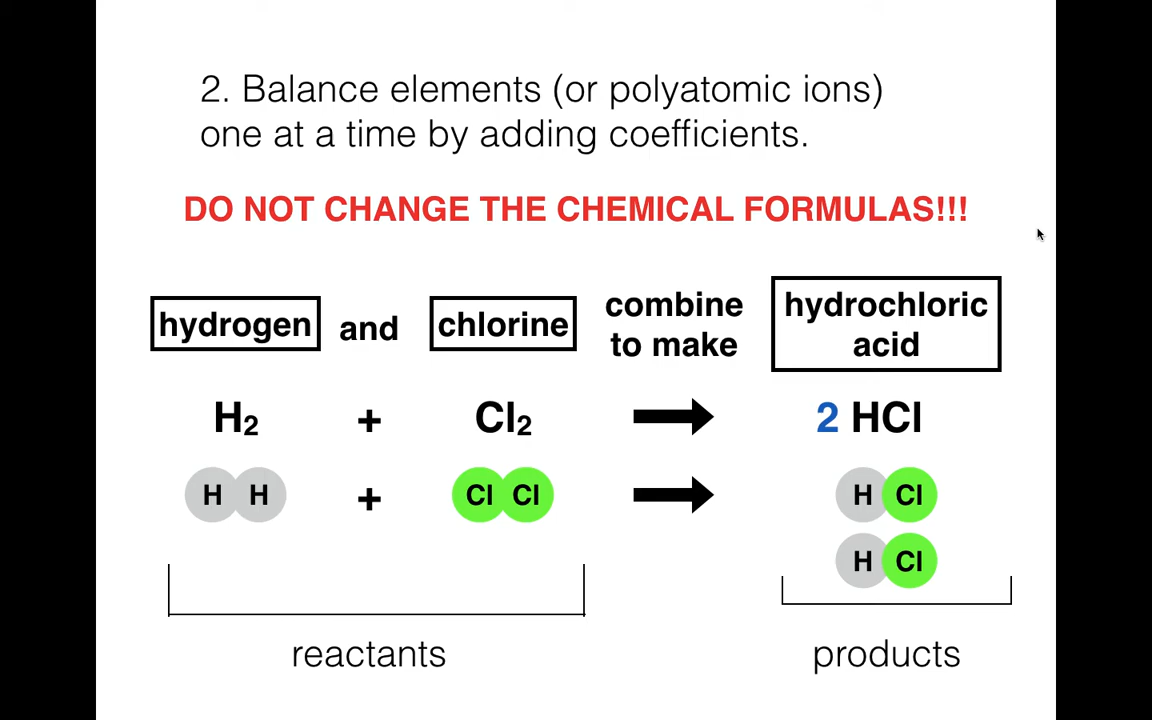 2. Balance elements (or polyatomic ions)
one at a time by adding coefficients.
DO NOT CHANGE THE CHEMICAL FORMULAS!!!
hydrogen and chlorine combine to make hydrochloric acid
H₂ + Cl₂ ➡ 2 HCl
H H + Cl Cl ➡ H Cl
H Cl
reactants products